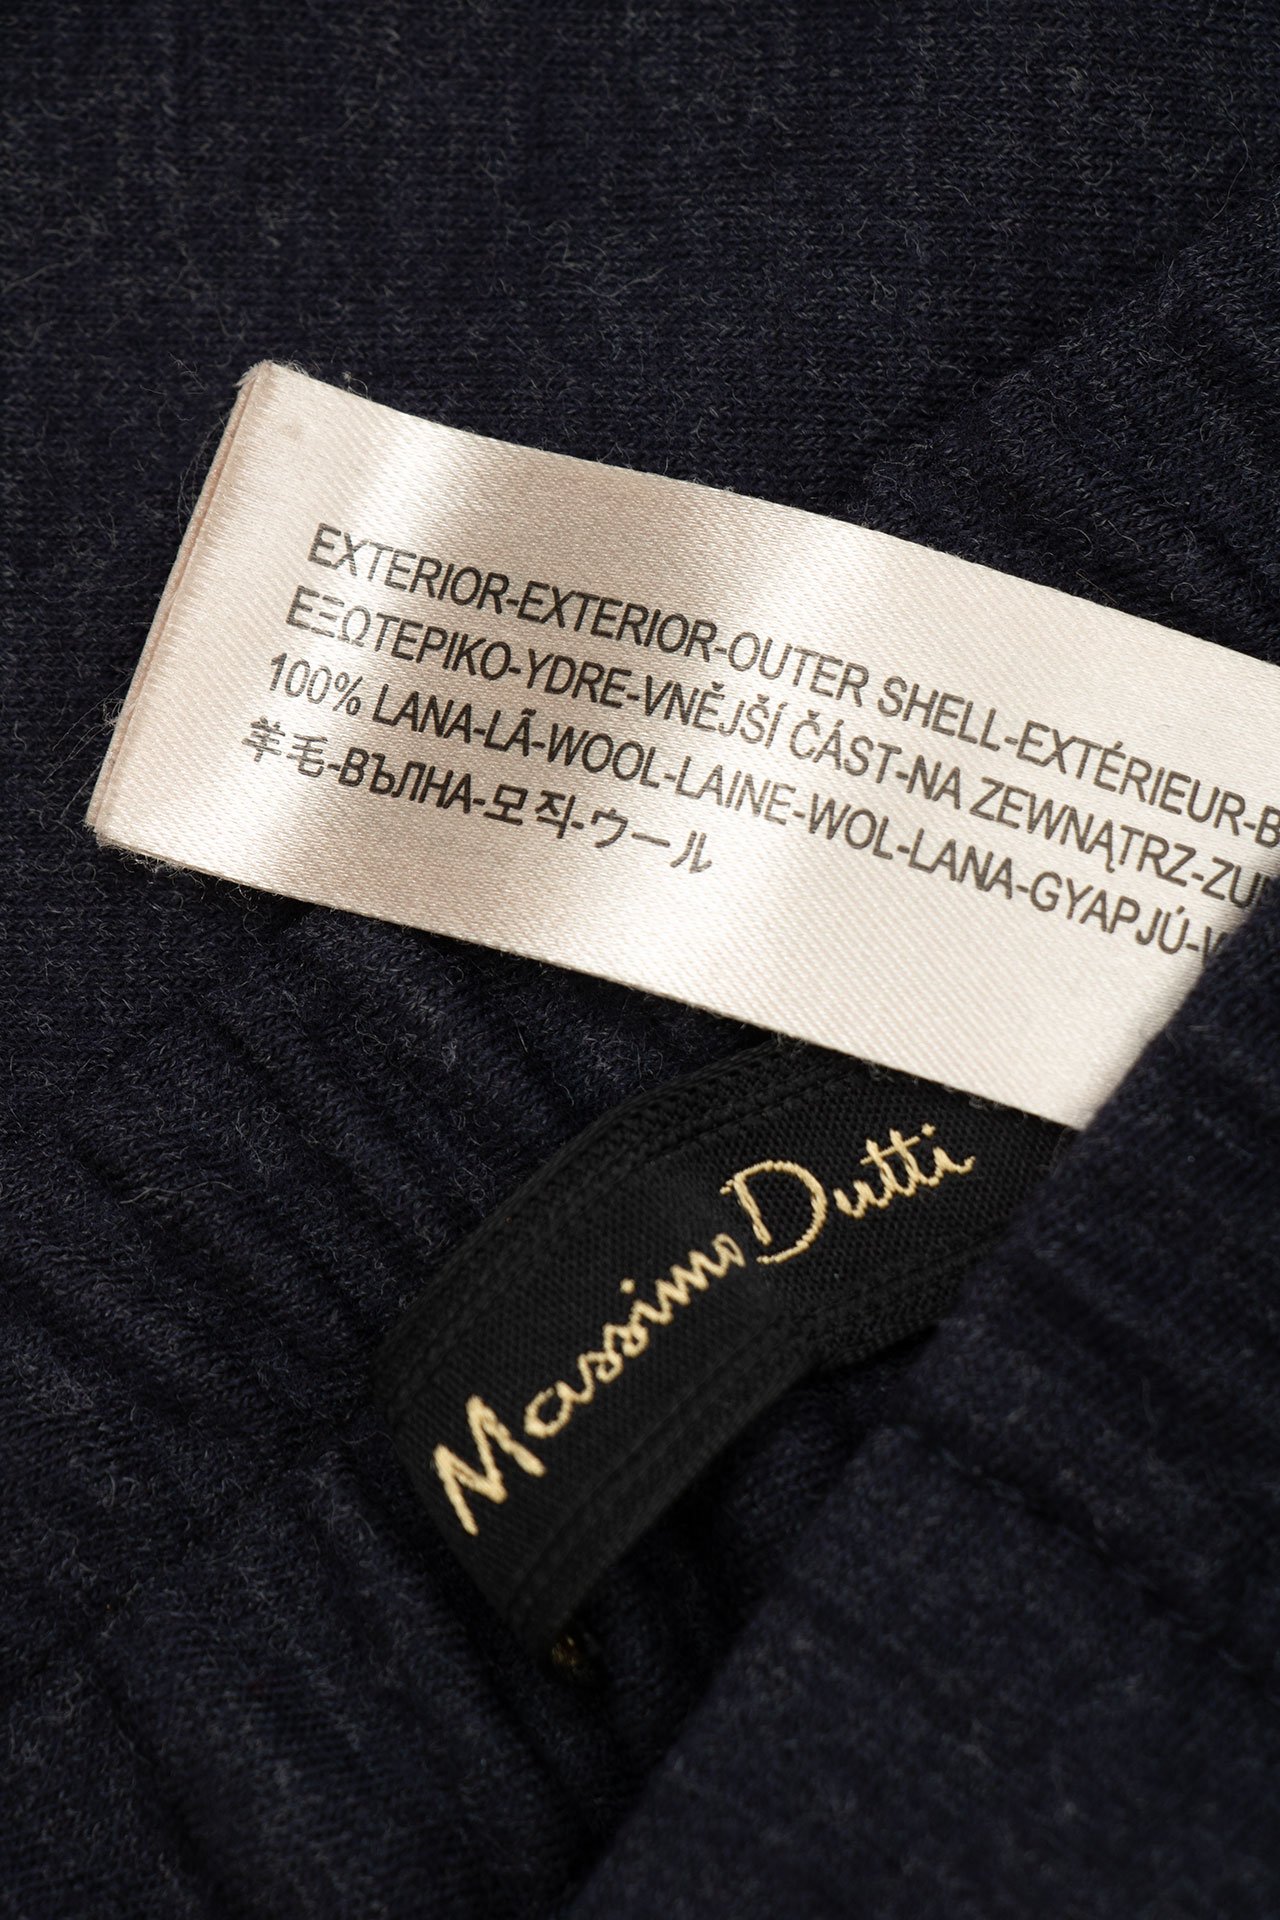 EXTERIOR-EXTERIOR-OUTER SHELL-EXTÉRIEUR-B
ΕΞΩΤΕΡΙΚΟ-YDRE-VNĚJŠÍ ČÁST-NA ZEWNĄTRZ-ZU
100% LANA-LÃ-WOOL-LAINE-WOL-LANA-GYAPJÚ-V
羊毛-ВЪЛНА-모직-ウール
Massimo Dutti